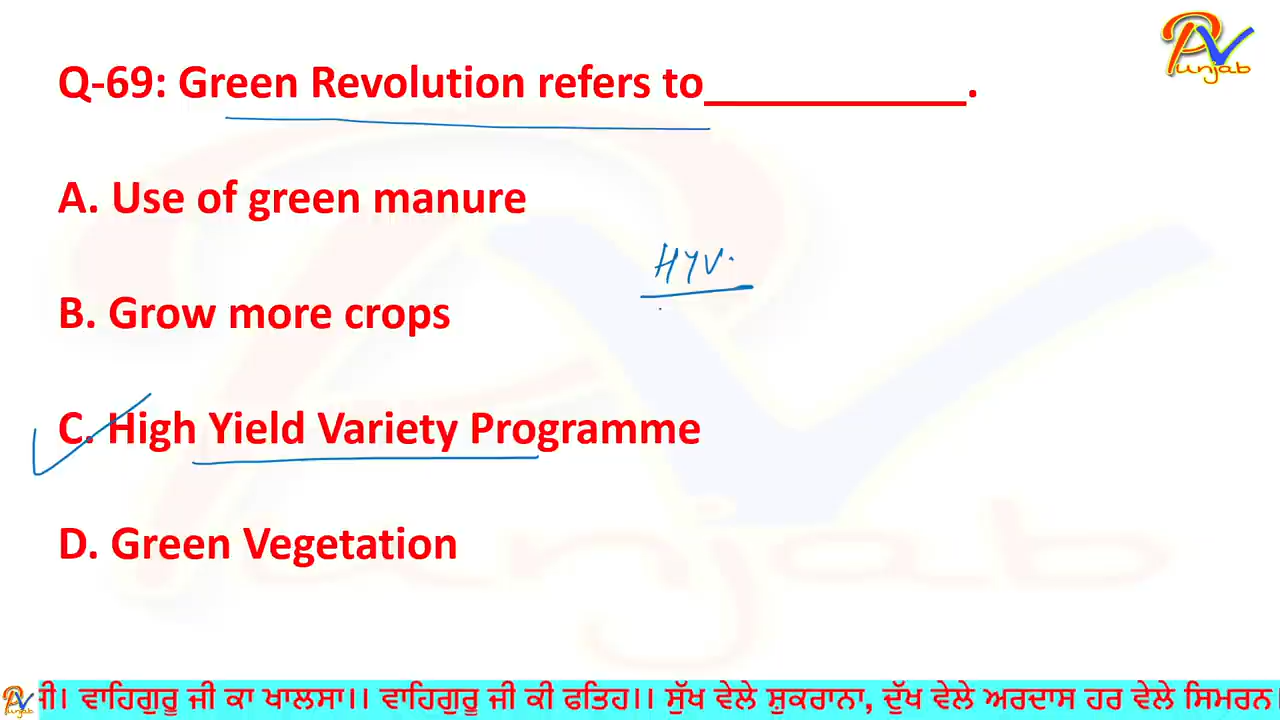 PV Punjab
Q-69: Green Revolution refers to___________.
A. Use of green manure
HYV.
B. Grow more crops
C. High Yield Variety Programme
D. Green Vegetation
ਜੀ। ਵਾਹਿਗੁਰੂ ਜੀ ਕਾ ਖਾਲਸਾ।। ਵਾਹਿਗੁਰੂ ਜੀ ਕੀ ਫਤਿਹ।। ਸੁੱਖ ਵੇਲੇ ਸ਼ੁਕਰਾਨਾ, ਦੁੱਖ ਵੇਲੇ ਅਰਦਾਸ ਹਰ ਵੇਲੇ ਸਿਮਰਨ।